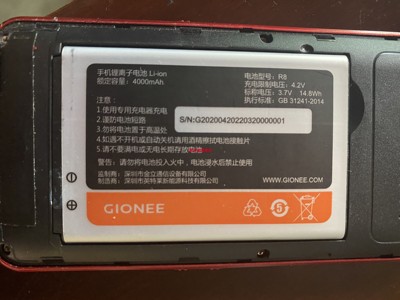 手机锂离子电池 Li-ion
额定容量: 4000mAh
电池型号: R8
充电限制电压: 4.2V
标称电压: 3.7V 14.8Wh
执行标准: GB 31241-2014
注意:
1.使用专用充电器充电
2.谨防电池短路
3.勿将电池置于高温处
4.如遇不开机或自动关机请用酒精擦拭电池接触片
5.请不要满电或无电长期存放电池
S/N:G20200420220320000001
警告: 请勿将电池投入火中，电池浸水后禁用!
监制商: 深圳市金立通信设备有限公司
制造商: 深圳市英特莱新能源科技有限公司
GIONEE
5
WWW.GIONEE.COM